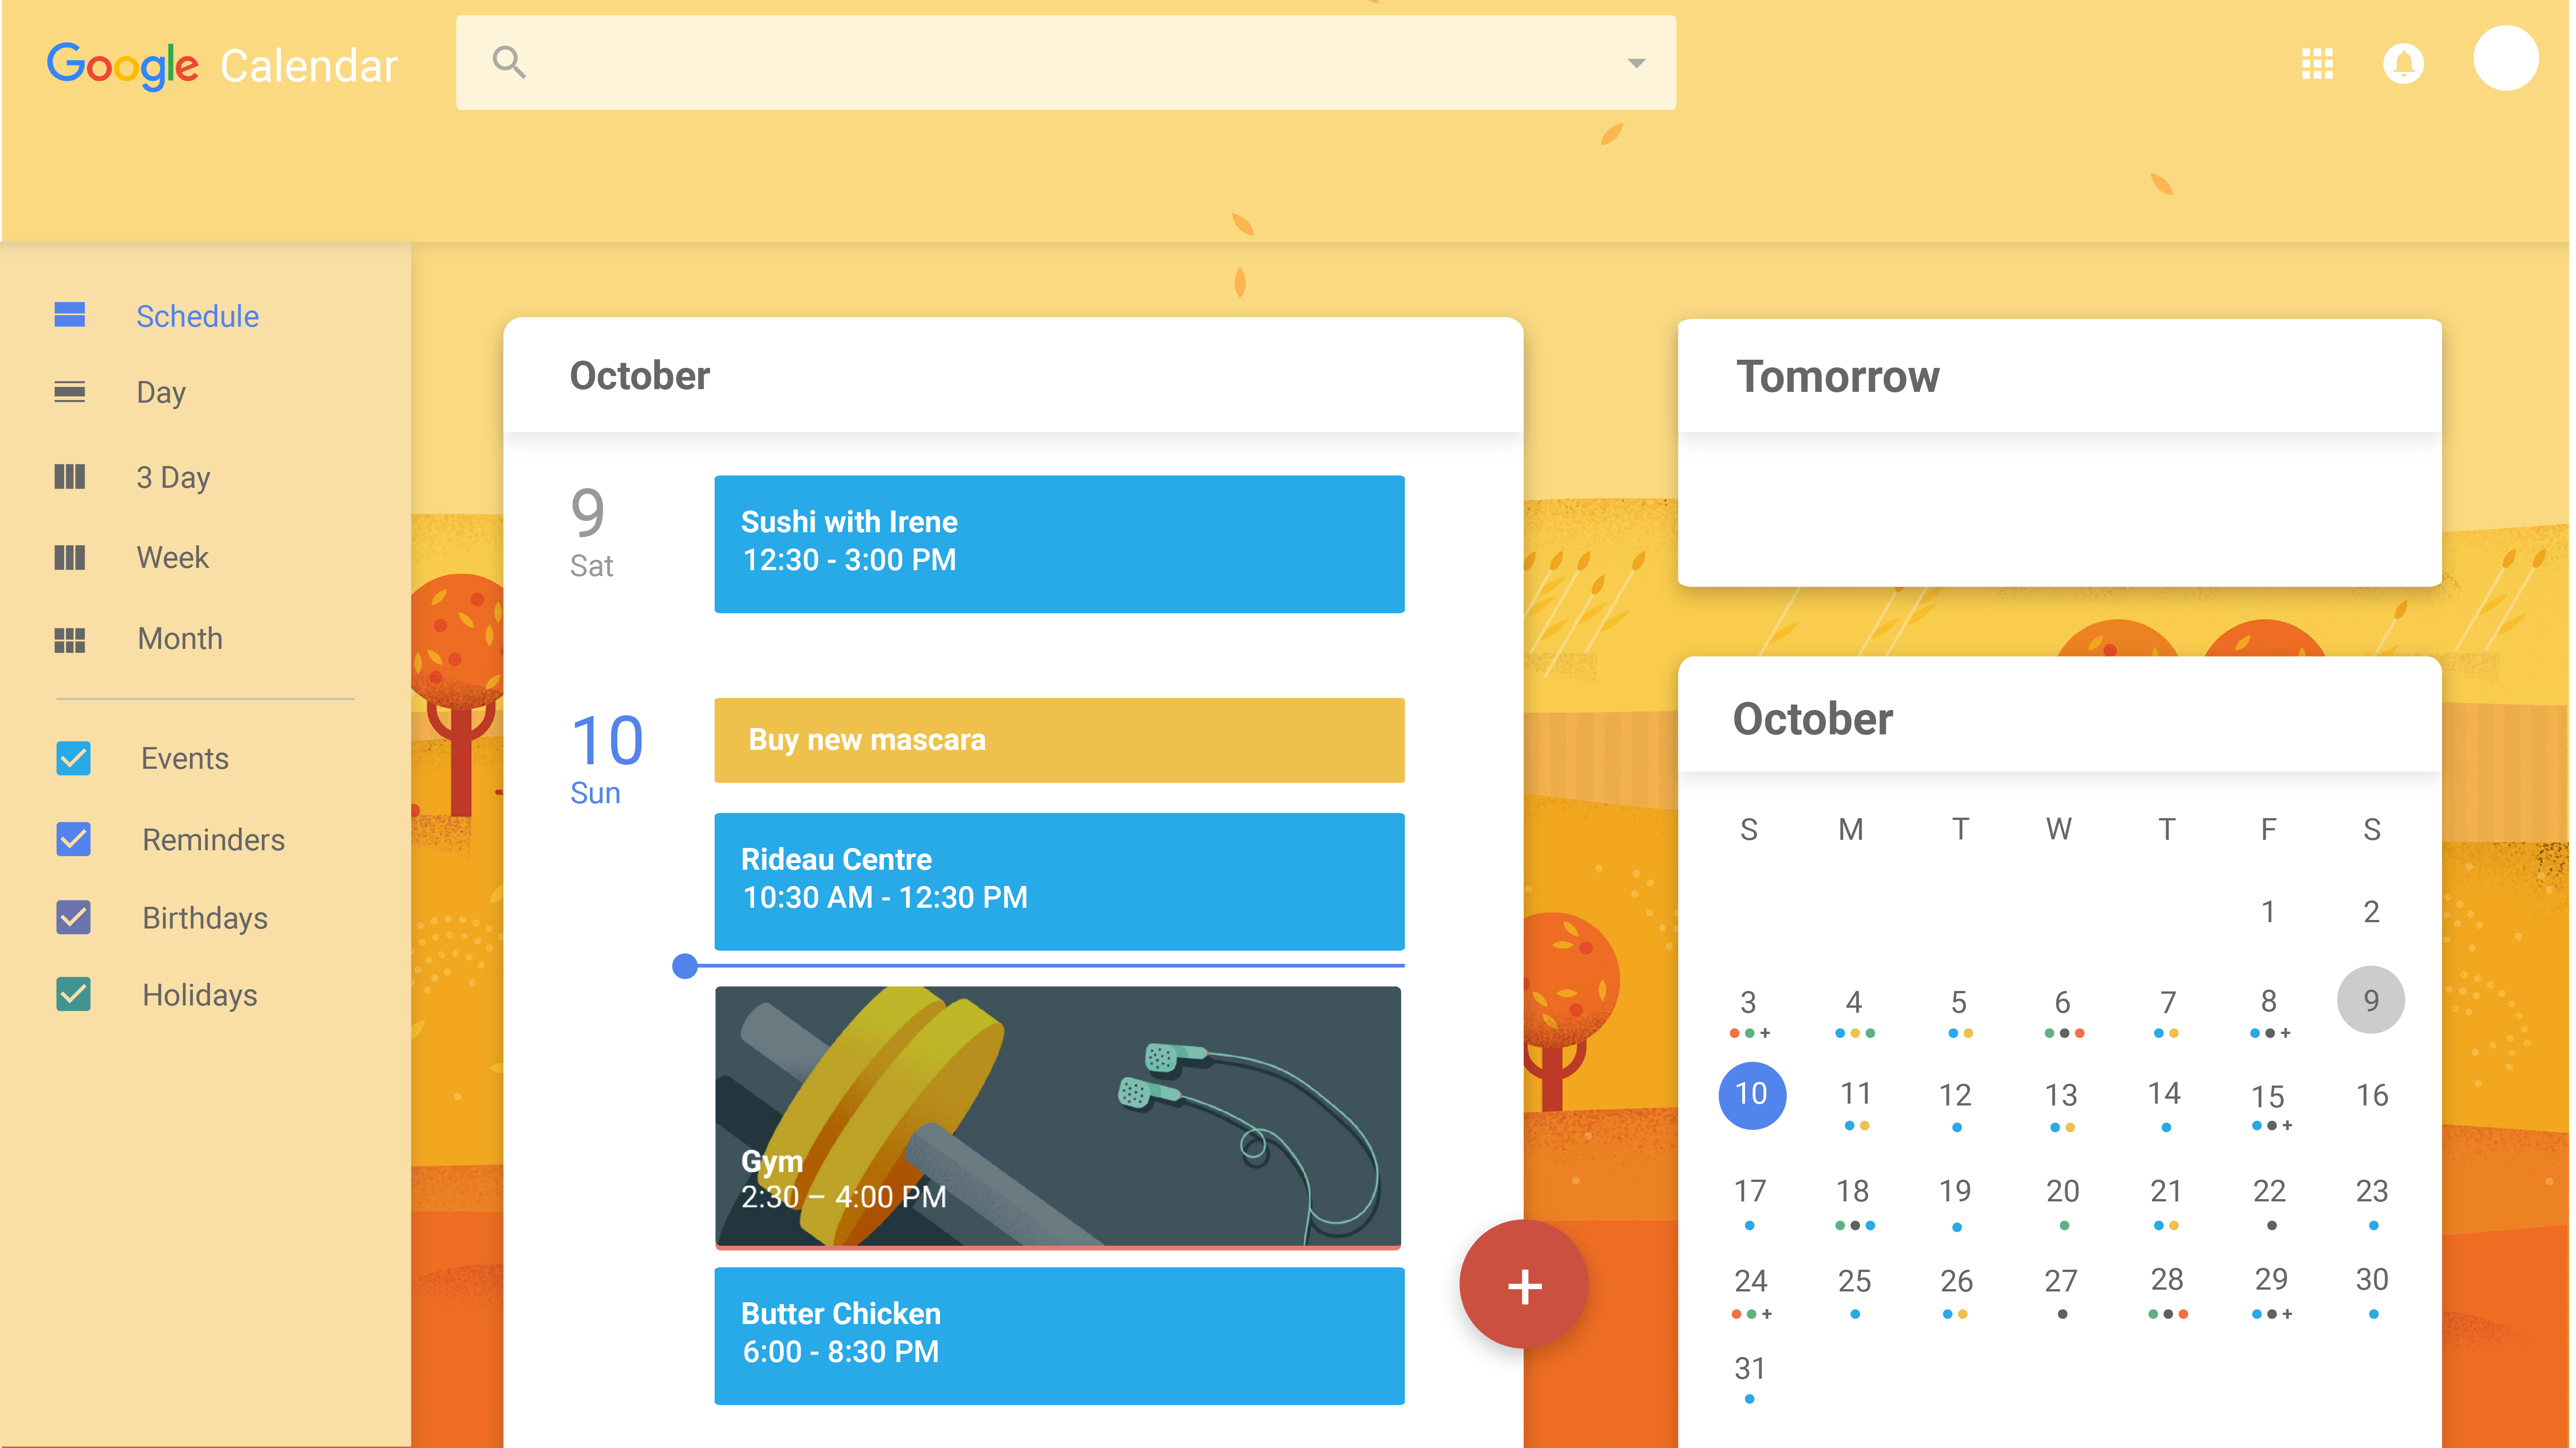 Google Calendar
Schedule
Day
3 Day
Week
Month
Events
Reminders
Birthdays
Holidays
October
9
Sat
Sushi with Irene
12:30 - 3:00 PM
10
Sun
Buy new mascara
Rideau Centre
10:30 AM - 12:30 PM
Gym
2:30 – 4:00 PM
Butter Chicken
6:00 - 8:30 PM
+
Tomorrow
October
S M T W T F S
1 2
3 4 5 6 7 8 9
+ +
10 11 12 13 14 15 16
+
17 18 19 20 21 22 23
24 25 26 27 28 29 30
+ +
31